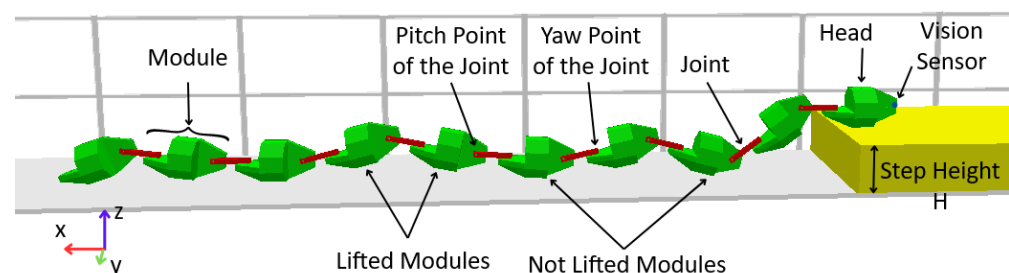 Module
Pitch Point
of the Joint
Yaw Point
of the Joint
Joint
Head
Vision
Sensor
Step Height
H
z
x
y
Lifted Modules
Not Lifted Modules